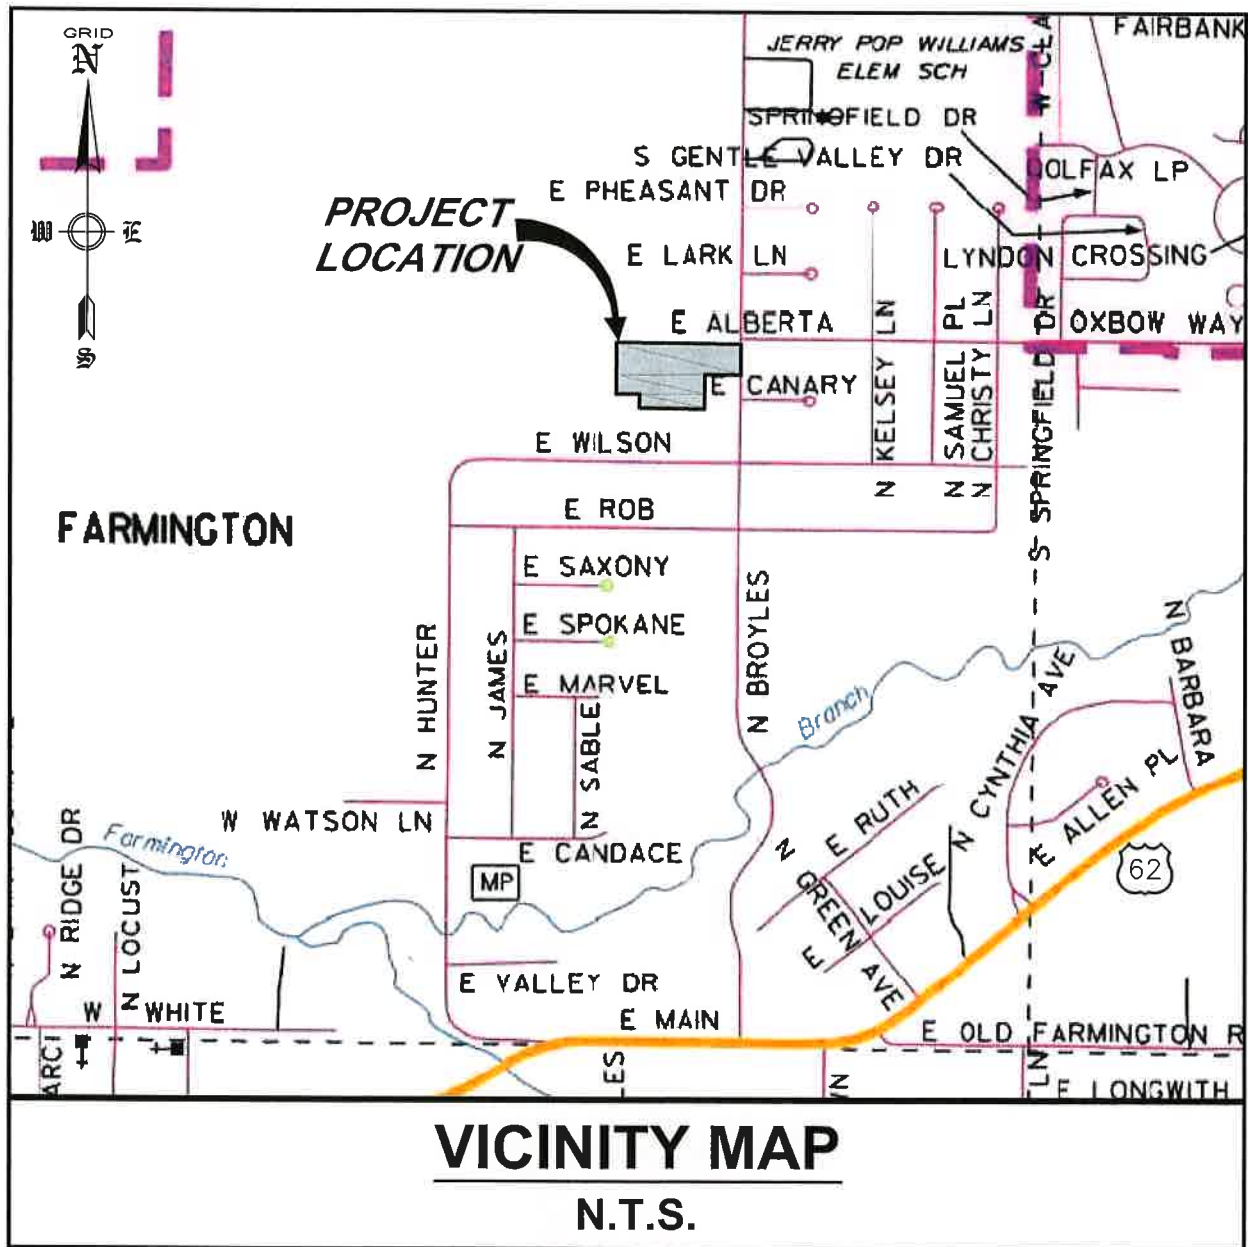 GRID
N
W
E
S
FAIRBANK
JERRY POP WILLIAMS
ELEM SCH
SPRINGFIELD DR
S GENTLE VALLEY DR
COLFAX LP
E PHEASANT DR
PROJECT
LOCATION
E LARK LN
LYNDON CROSSING
E ALBERTA
OXBOW WAY
E CANARY
N KELSEY LN
N SAMUEL PL
N CHRISTY LN
S SPRINGFIELD DR
E WILSON
E ROB
FARMINGTON
E SAXONY
E SPOKANE
E MARVEL
N HUNTER
N JAMES
N SABLE
N BROYLES
Branch
N BARBARA
N CYNTHIA AVE
E ALLEN PL
62
E RUTH
E LOUISE
N GREEN AVE
W WATSON LN
Farmington
E CANDACE
MP
N RIDGE DR
N LOCUST
W WHITE
E VALLEY DR
E MAIN
E OLD FARMINGTON R
ARCI
ES
LN
E LONGWITH
VICINITY MAP
N.T.S.